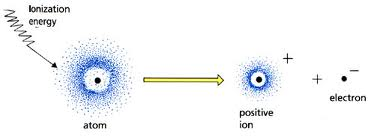 Ionization
energy
atom
+
positive
ion
+
−
electron